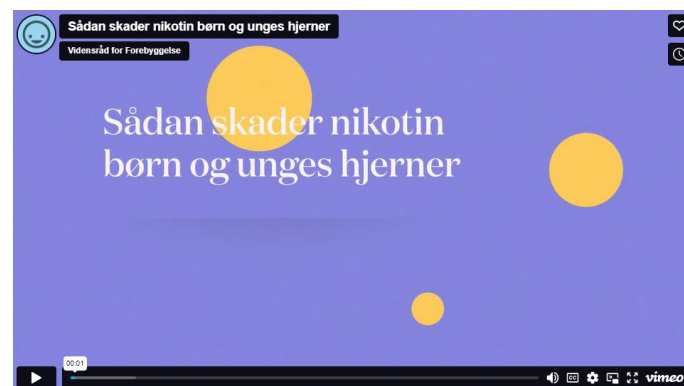 Sådan skader nikotin børn og unges hjerner
Vidensråd for Forebyggelse
Sådan skader nikotin
børn og unges hjerner
00:01
CC
vimeo